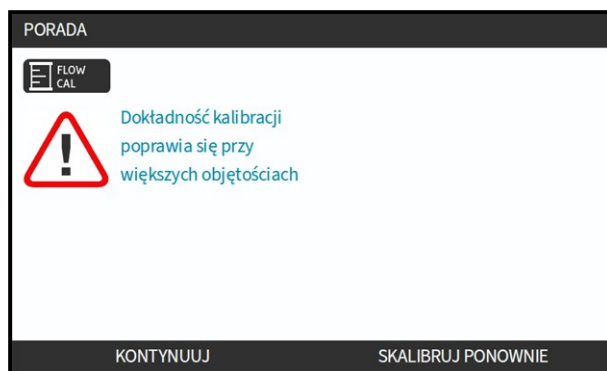 PORADA
FLOW
CAL
Dokładność kalibracji
poprawia się przy
większych objętościach
KONTYNUUJ SKALIBRUJ PONOWNIE